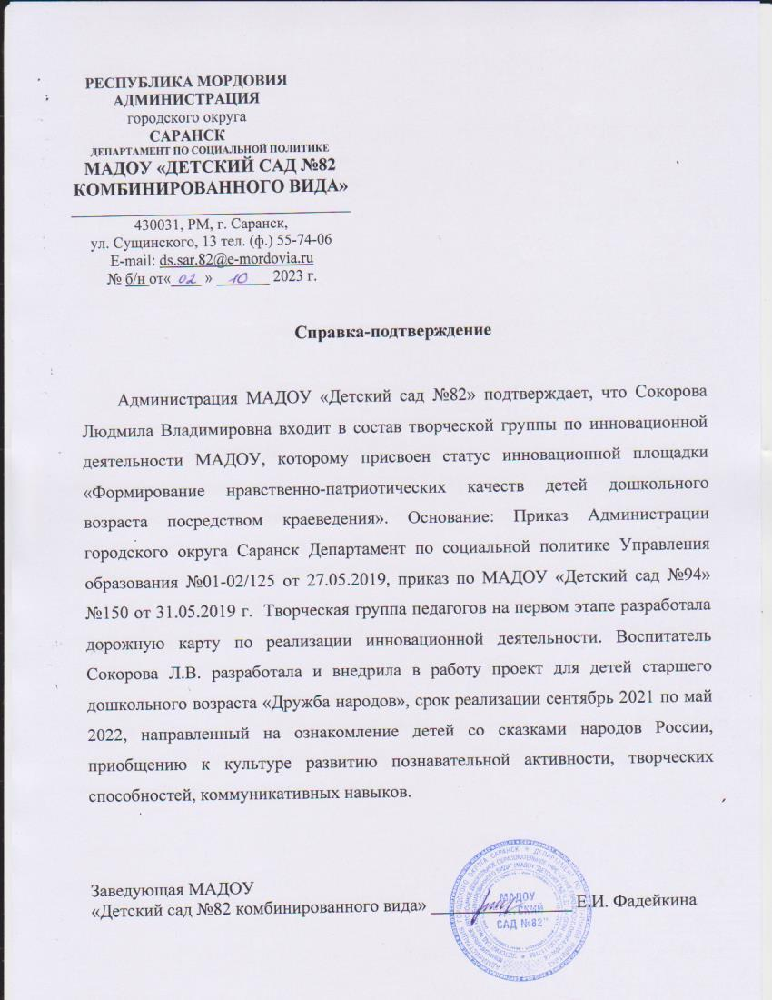 РЕСПУБЛИКА МОРДОВИЯ
АДМИНИСТРАЦИЯ
городского округа
САРАНСК
ДЕПАРТАМЕНТ ПО СОЦИАЛЬНОЙ ПОЛИТИКЕ
МАДОУ «ДЕТСКИЙ САД №82
КОМБИНИРОВАННОГО ВИДА»
430031, РМ, г. Саранск,
ул. Сущинского, 13 тел. (ф.) 55-74-06
E-mail: ds.sar.82@e-mordovia.ru
№ б/н от« 02 » 10 2023 г.
Справка-подтверждение
Администрация МАДОУ «Детский сад №82» подтверждает, что Сокорова
Людмила Владимировна входит в состав творческой группы по инновационной
деятельности МАДОУ, которому присвоен статус инновационной площадки
«Формирование нравственно-патриотических качеств детей дошкольного
возраста посредством краеведения». Основание: Приказ Администрации
городского округа Саранск Департамент по социальной политике Управления
образования №01-02/125 от 27.05.2019, приказ по МАДОУ «Детский сад №94»
№150 от 31.05.2019 г. Творческая группа педагогов на первом этапе разработала
дорожную карту по реализации инновационной деятельности. Воспитатель
Сокорова Л.В. разработала и внедрила в работу проект для детей старшего
дошкольного возраста «Дружба народов», срок реализации сентябрь 2021 по май
2022, направленный на ознакомление детей со сказками народов России,
приобщению к культуре развитию познавательной активности, творческих
способностей, коммуникативных навыков.
Заведующая МАДОУ
«Детский сад №82 комбинированного вида» Е.И. Фадейкина
МАДОУ
"ДЕТСКИЙ
САД №82"